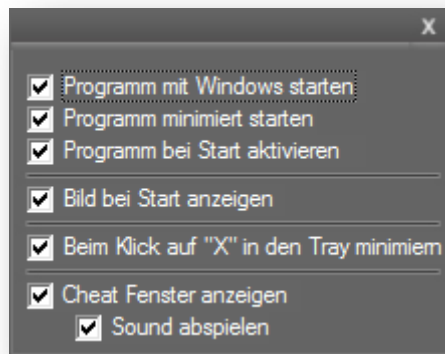 x
Programm mit Windows starten
Programm minimiert starten
Programm bei Start aktivieren
Bild bei Start anzeigen
Beim Klick auf "X" in den Tray minimiern
Cheat Fenster anzeigen
Sound abspielen